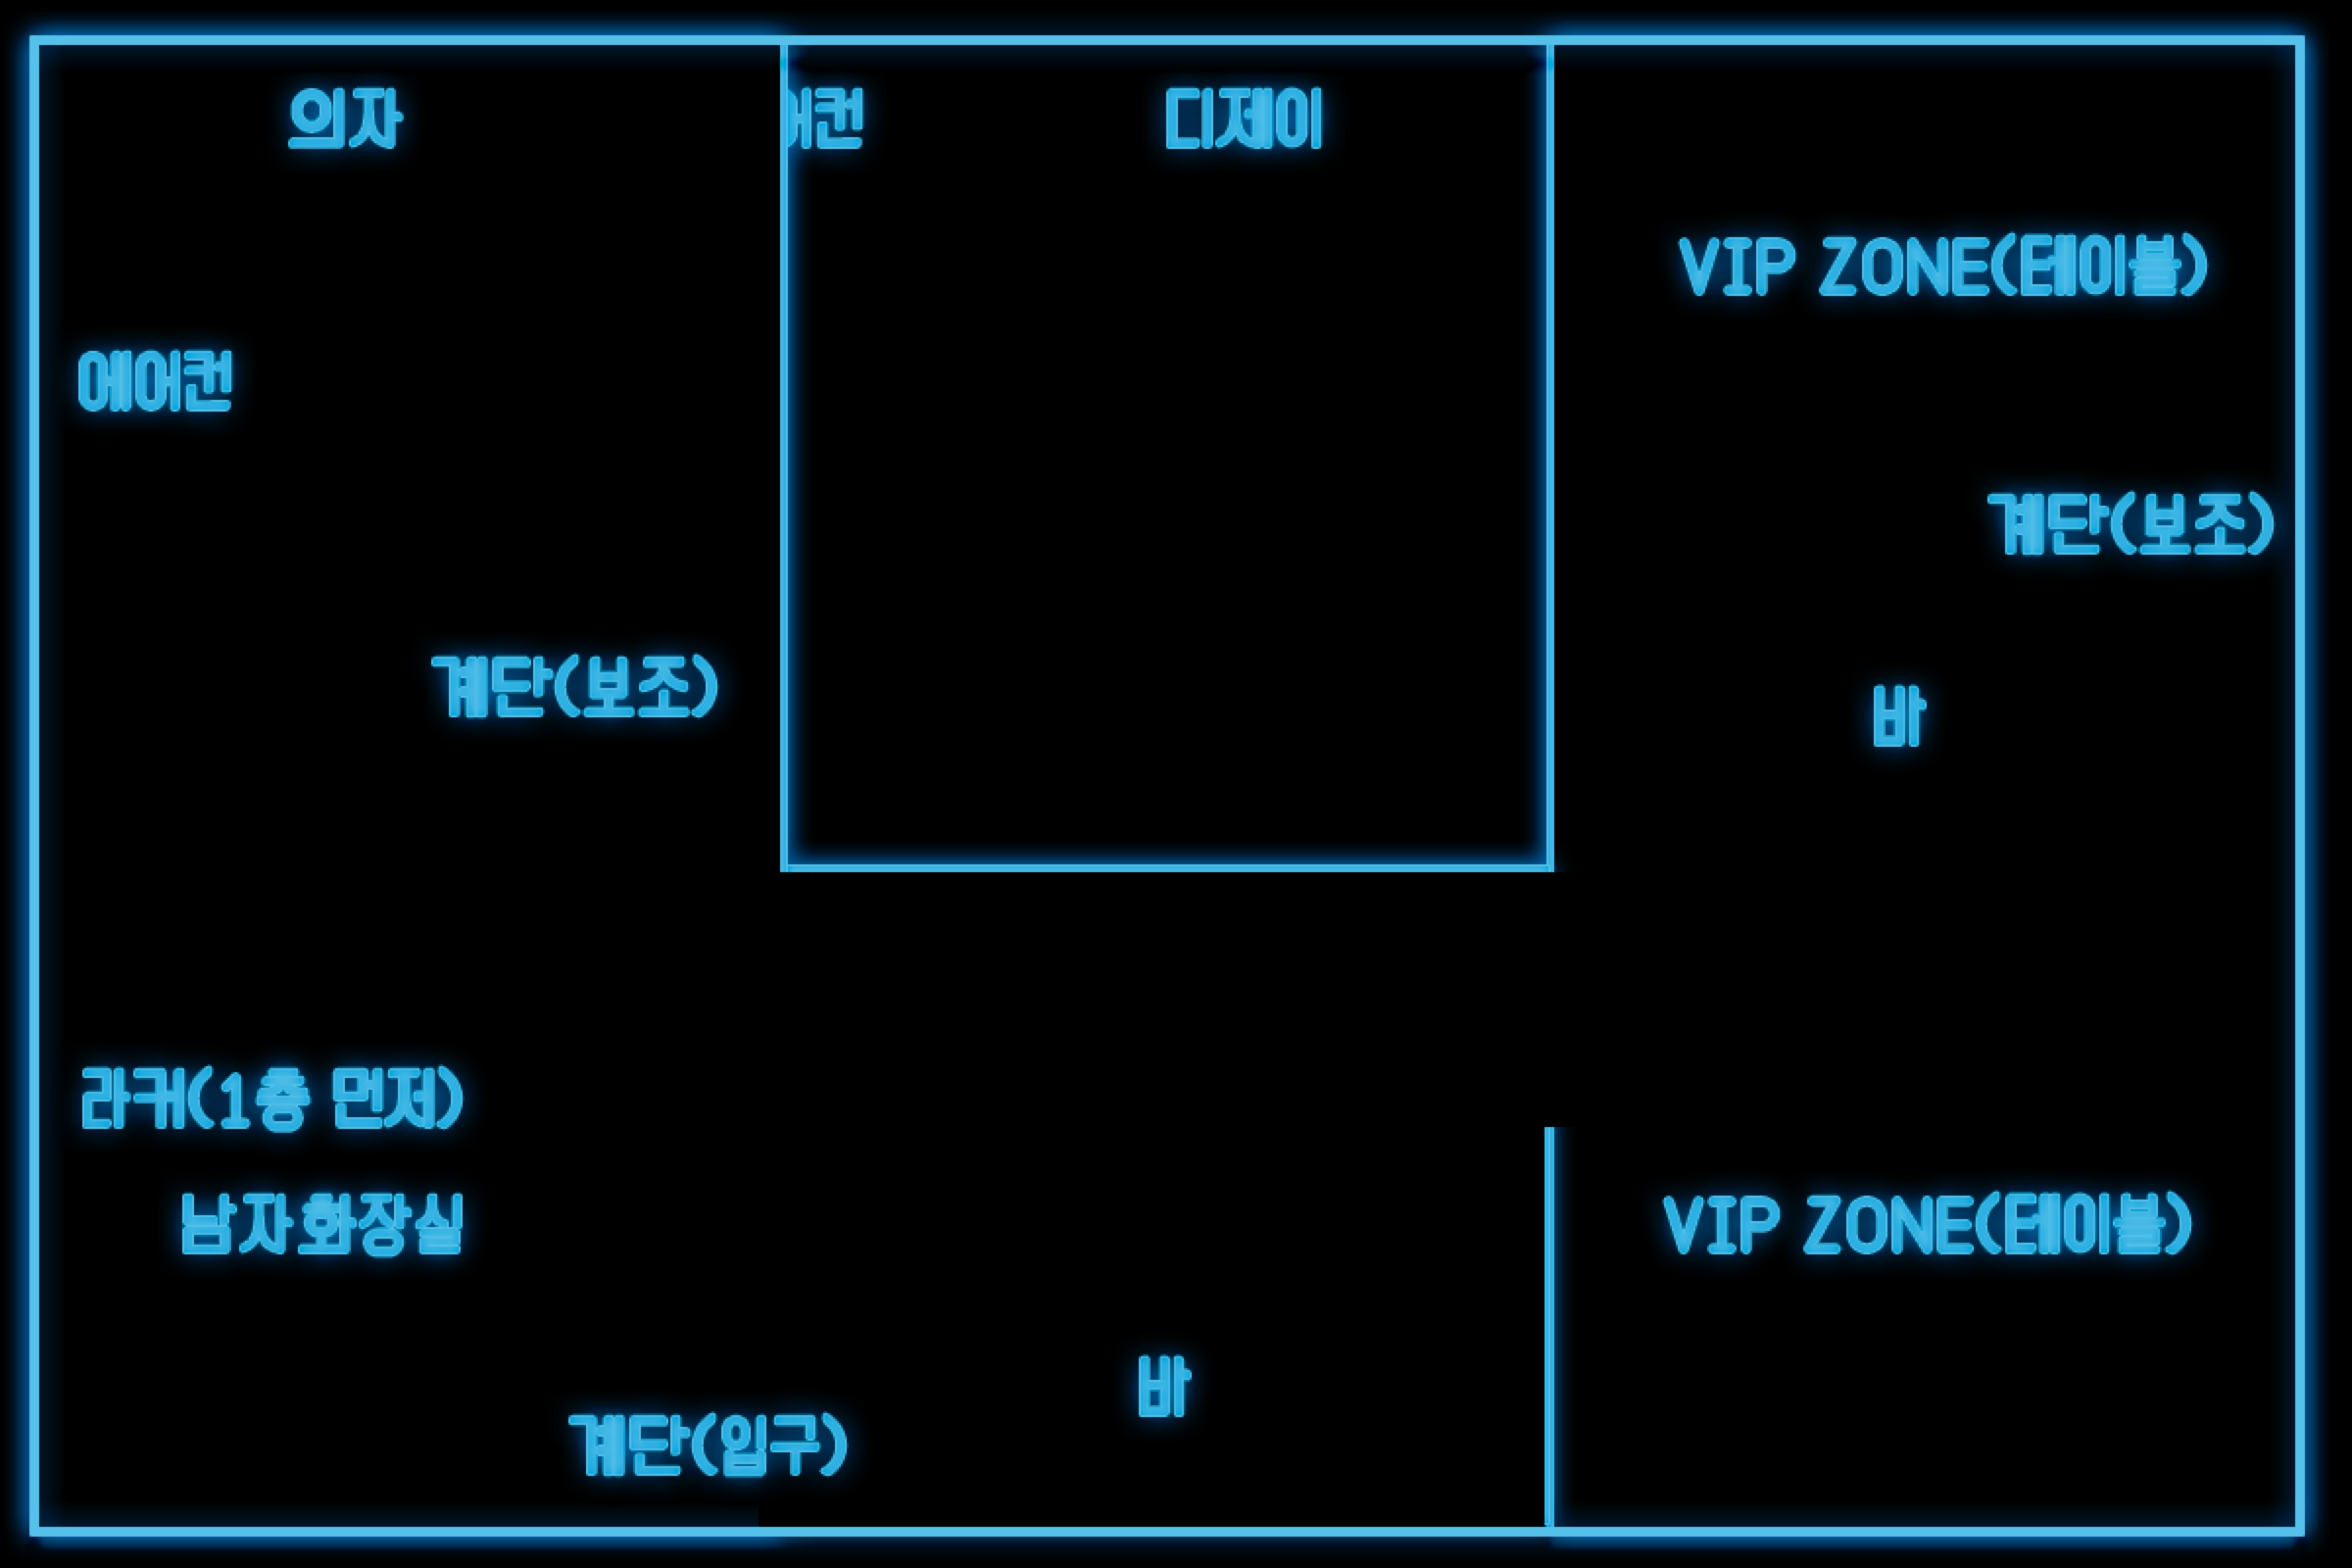 의자
어컨
디제이
VIP ZONE(테이블)
에어컨
계단(보조)
계단(보조)
바
라커(1층 먼저)
남자화장실
VIP ZONE(테이블)
바
계단(입구)